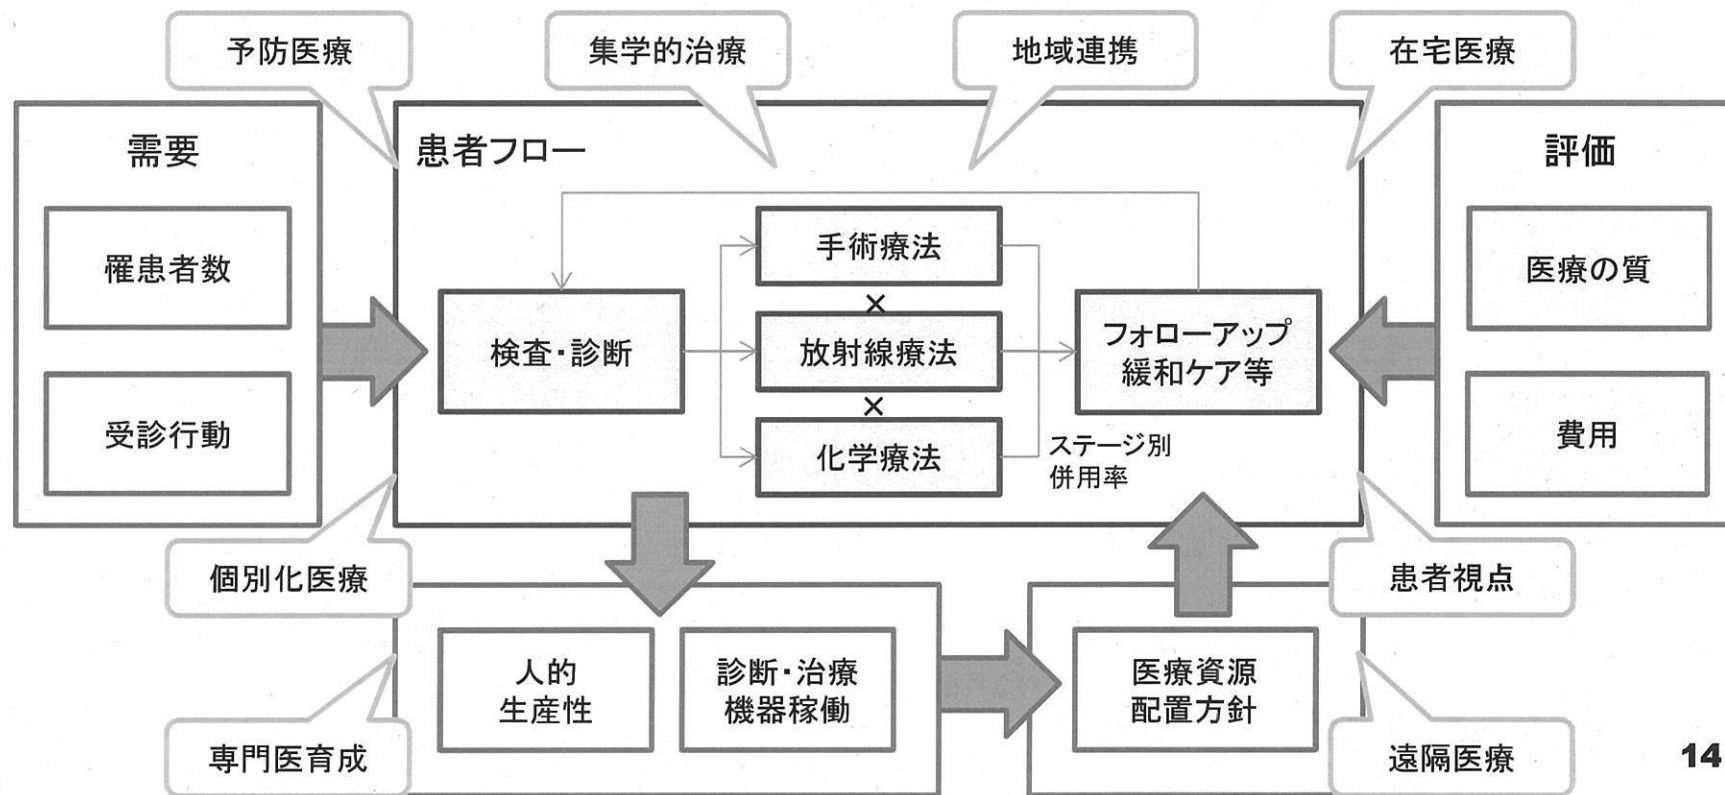 予防医療
集学的治療
地域連携
在宅医療
需要
罹患者数
受診行動
患者フロー
検査・診断
手術療法
×
放射線療法
×
化学療法
フォローアップ
緩和ケア等
ステージ別
併用率
評価
医療の質
費用
個別化医療
患者視点
人的
生産性
診断・治療
機器稼働
医療資源
配置方針
専門医育成
遠隔医療
14